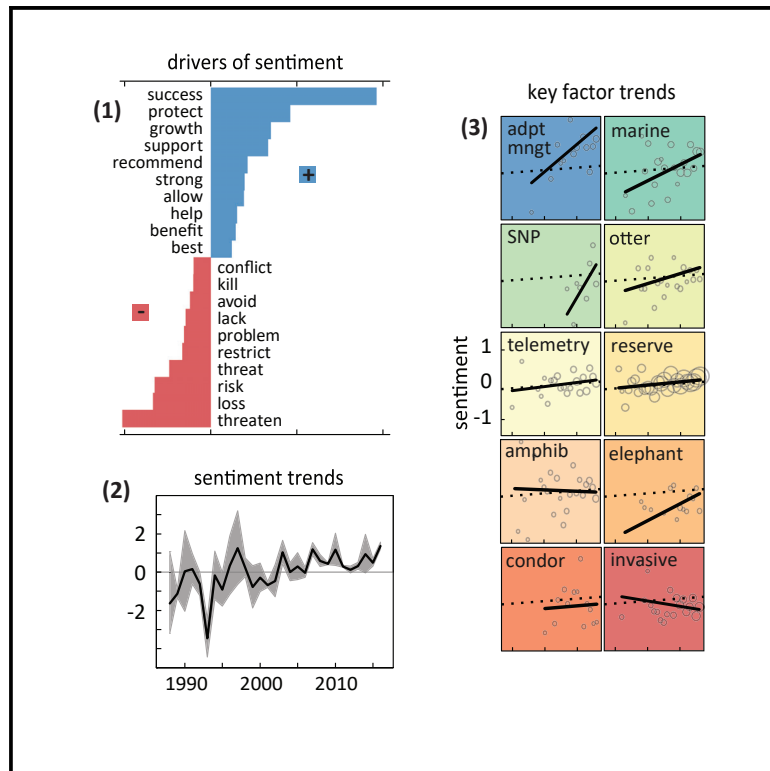 drivers of sentiment
(1)
success
protect
growth
support
recommend
strong
allow
help
benefit
best
+
conflict
kill
avoid
lack
problem
restrict
threat
risk
loss
threaten
-
sentiment trends
(2)
2
0
-2
1990 2000 2010
key factor trends
(3)
adpt
mngt
marine
SNP
otter
telemetry
reserve
sentiment
1
0
-1
amphib
elephant
condor
invasive